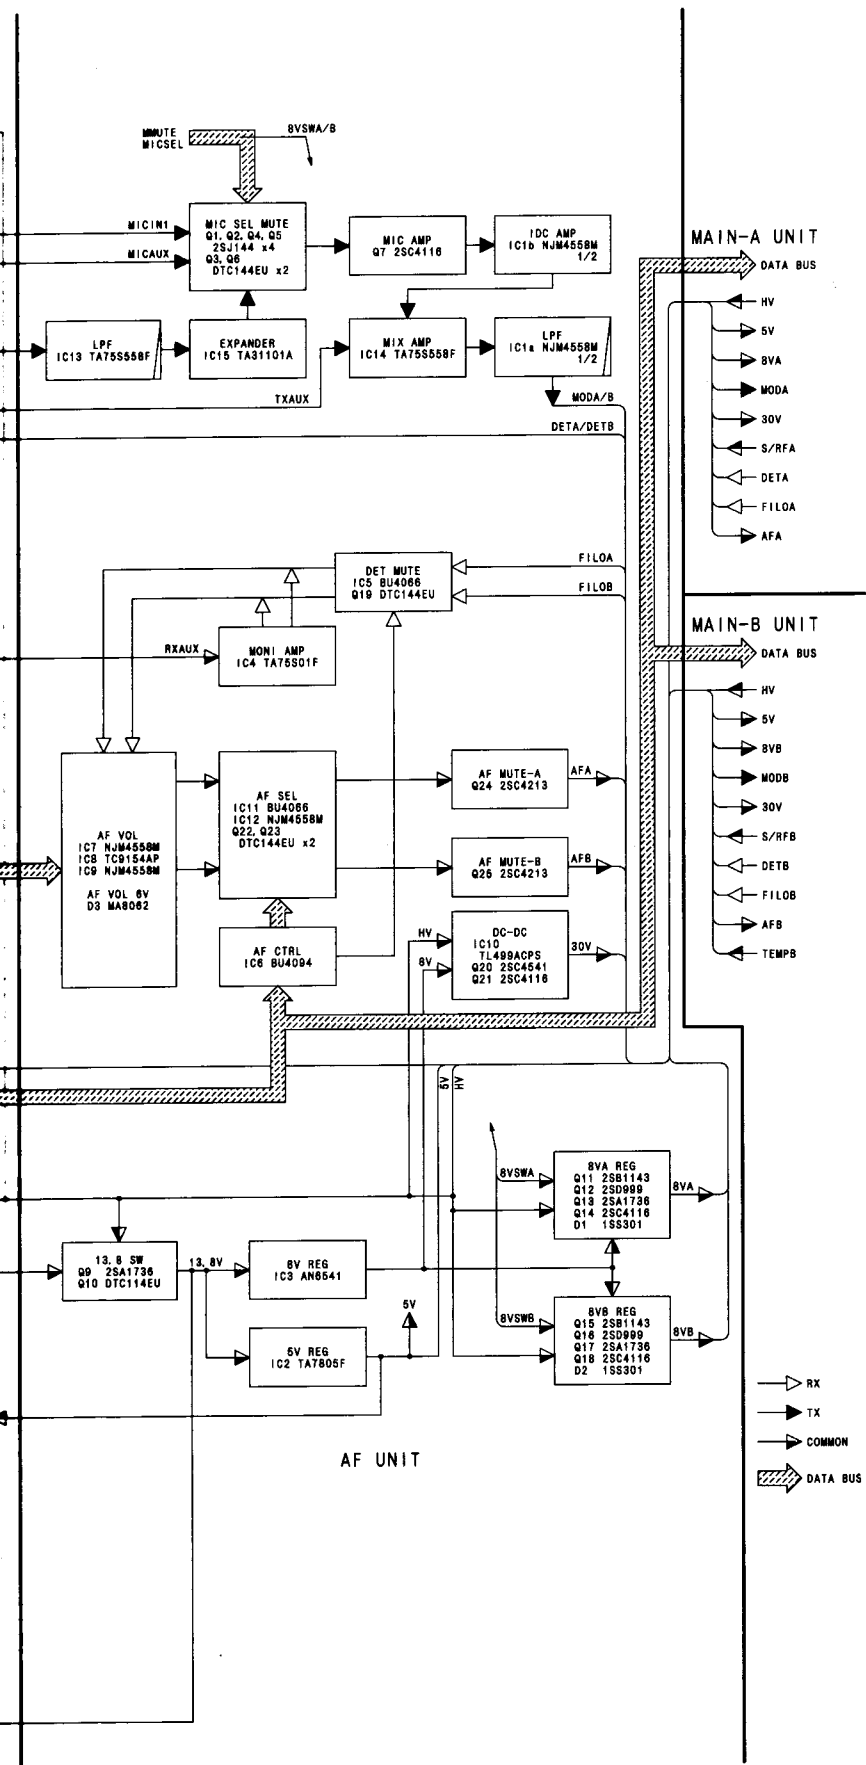 MMUTE
MICSEL
8VSWA/B
MICIN1
MICAUX
MIC SEL MUTE
Q1, Q2, Q4, Q5
2SJ144 x4
Q3, Q6
DTC144EU x2
MIC AMP
Q7 2SC4116
IDC AMP
IC1b NJM4558M
1/2
LPF
IC13 TA75S558F
EXPANDER
IC15 TA31101A
MIX AMP
IC14 TA75S558F
LPF
IC1a NJM4558M
1/2
TXAUX
MODA/B
DETA/DETB
MAIN-A UNIT
DATA BUS
HV
5V
8VA
MODA
30V
S/RFA
DETA
FILOA
AFA
DET MUTE
IC5 BU4066
Q19 DTC144EU
FILOA
FILOB
RXAUX
MONI AMP
IC4 TA75S01F
MAIN-B UNIT
DATA BUS
HV
5V
8VB
MODB
30V
S/RFB
DETB
FILOB
AFB
TEMPB
AF VOL
IC7 NJM4558M
IC8 TC9154AP
IC9 NJM4558M
AF VOL 6V
D3 MA8062
AF SEL
IC11 BU4066
IC12 NJM4558M
Q22, Q23
DTC144EU x2
AF MUTE-A
Q24 2SC4213
AFA
AF MUTE-B
Q25 2SC4213
AFB
AF CTRL
IC6 BU4094
HV
8V
DC-DC
IC10
TL499ACPS
Q20 2SC4541
Q21 2SC4116
30V
5V
HV
8VSWA
8VA REG
Q11 2SB1143
Q12 2SD999
Q13 2SA1736
Q14 2SC4116
D1 1SS301
8VA
13.8 SW
Q9 2SA1736
Q10 DTC114EU
13.8V
8V REG
IC3 AN6541
5V
5V REG
IC2 TA7805F
8VSWB
8VB REG
Q15 2SB1143
Q16 2SD999
Q17 2SA1736
Q18 2SC4116
D2 1SS301
8VB
RX
TX
COMMON
DATA BUS
AF UNIT